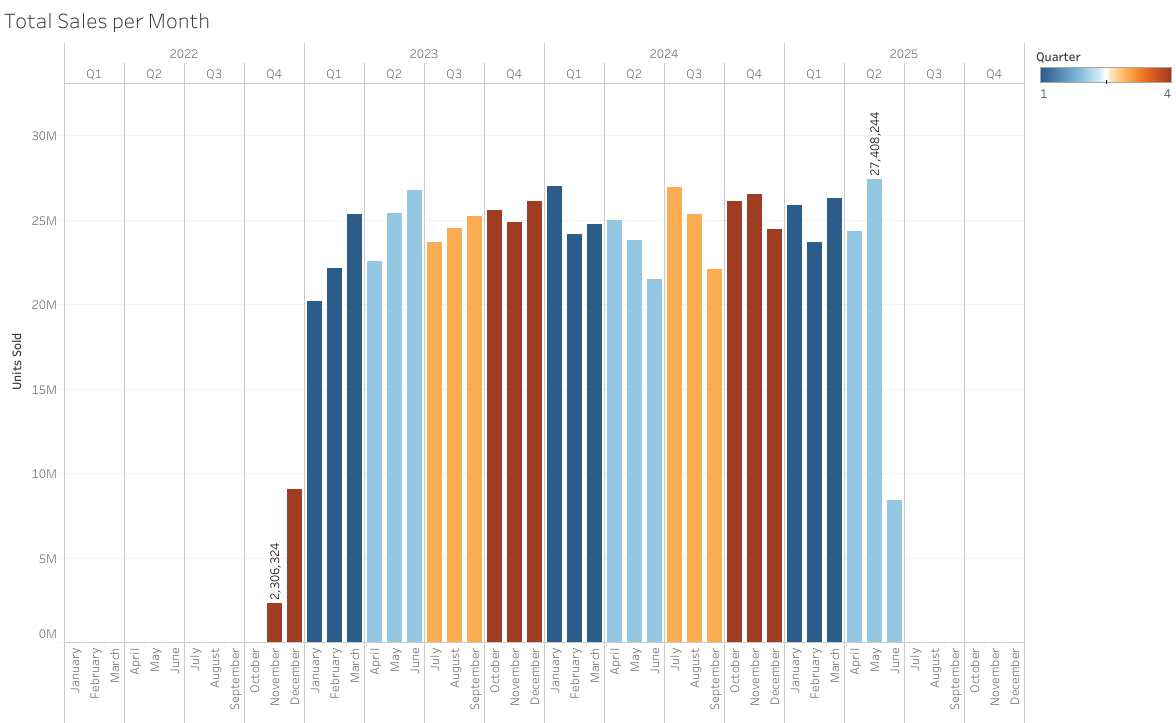 Total Sales per Month
2022 2023 2024 2025
Q1 Q2 Q3 Q4 Q1 Q2 Q3 Q4 Q1 Q2 Q3 Q4 Q1 Q2 Q3 Q4
Quarter
1 4
30M
25M
20M
15M
10M
5M
0M
Units Sold
2,306,324
27,408,244
January February March April May June July August September October November December January February March April May June July August September October November December January February March April May June July August September October November December January February March April May June July August September October November December